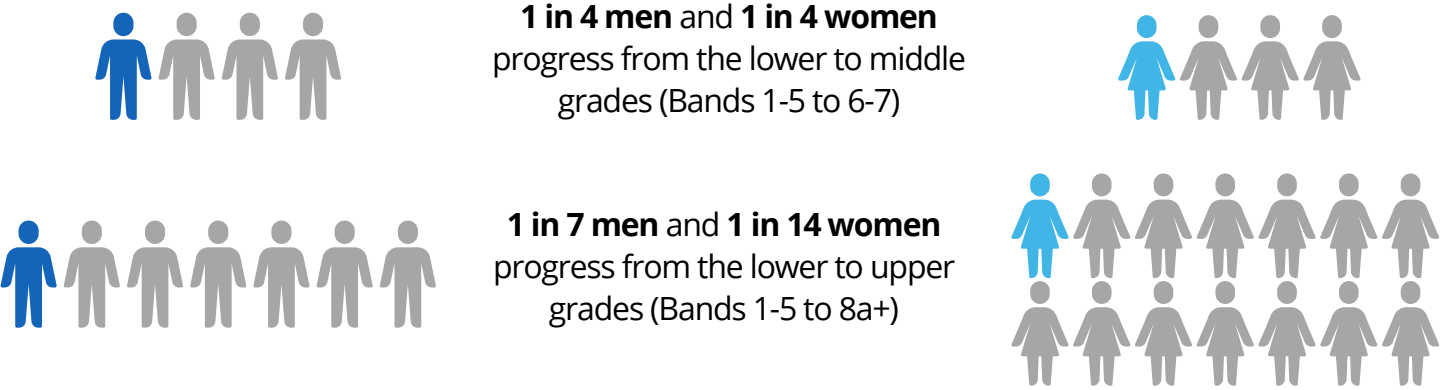 1 in 4 men and 1 in 4 women
progress from the lower to middle
grades (Bands 1-5 to 6-7)
1 in 7 men and 1 in 14 women
progress from the lower to upper
grades (Bands 1-5 to 8a+)